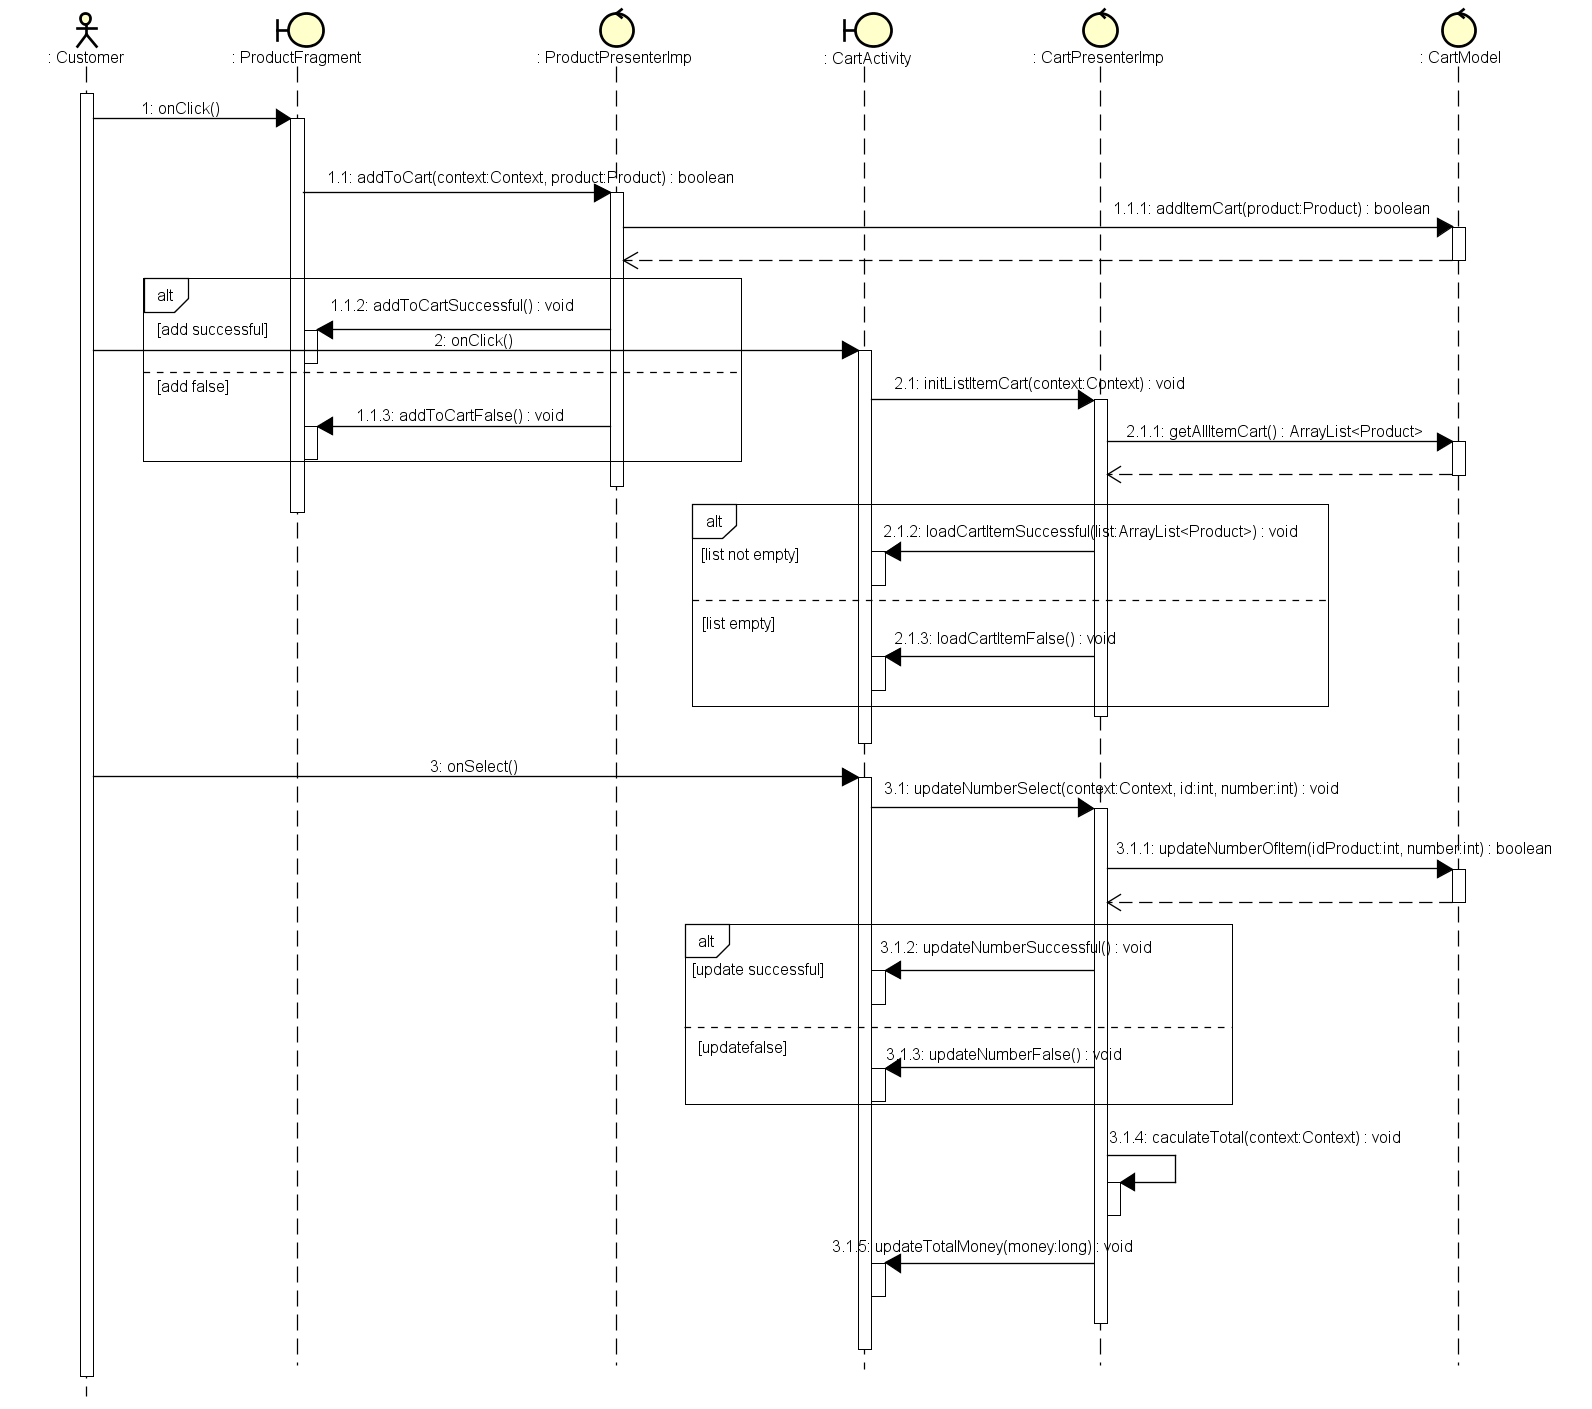 : Customer
: ProductFragment
: ProductPresenterImp
: CartActivity
: CartPresenterImp
: CartModel
1: onClick()
1.1: addToCart(context:Context, product:Product) : boolean
1.1.1: addItemCart(product:Product) : boolean
alt
1.1.2: addToCartSuccessful() : void
[add successful]
2: onClick()
[add false]
2.1: initListItemCart(context:Context) : void
1.1.3: addToCartFalse() : void
2.1.1: getAllItemCart() : ArrayList<Product>
alt
2.1.2: loadCartItemSuccessful(list:ArrayList<Product>) : void
[list not empty]
[list empty]
2.1.3: loadCartItemFalse() : void
3: onSelect()
3.1: updateNumberSelect(context:Context, id:int, number:int) : void
3.1.1: updateNumberOfItem(idProduct:int, number:int) : boolean
alt
3.1.2: updateNumberSuccessful() : void
[update successful]
[updatefalse]
3.1.3: updateNumberFalse() : void
3.1.4: caculateTotal(context:Context) : void
3.1.5: updateTotalMoney(money:long) : void